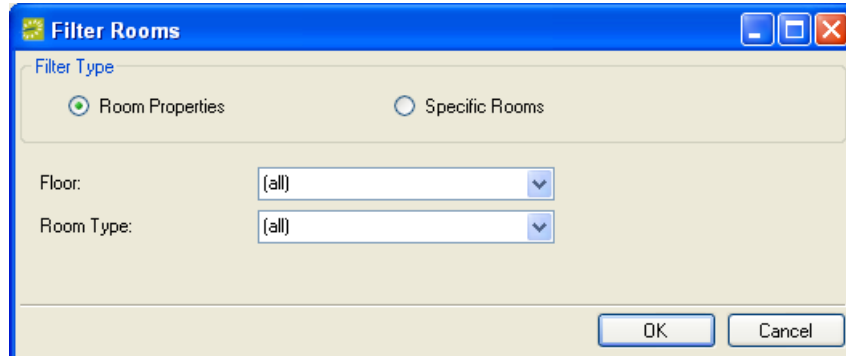 Filter Rooms
Filter Type
Room Properties Specific Rooms
Floor: (all)
Room Type: (all)
OK Cancel